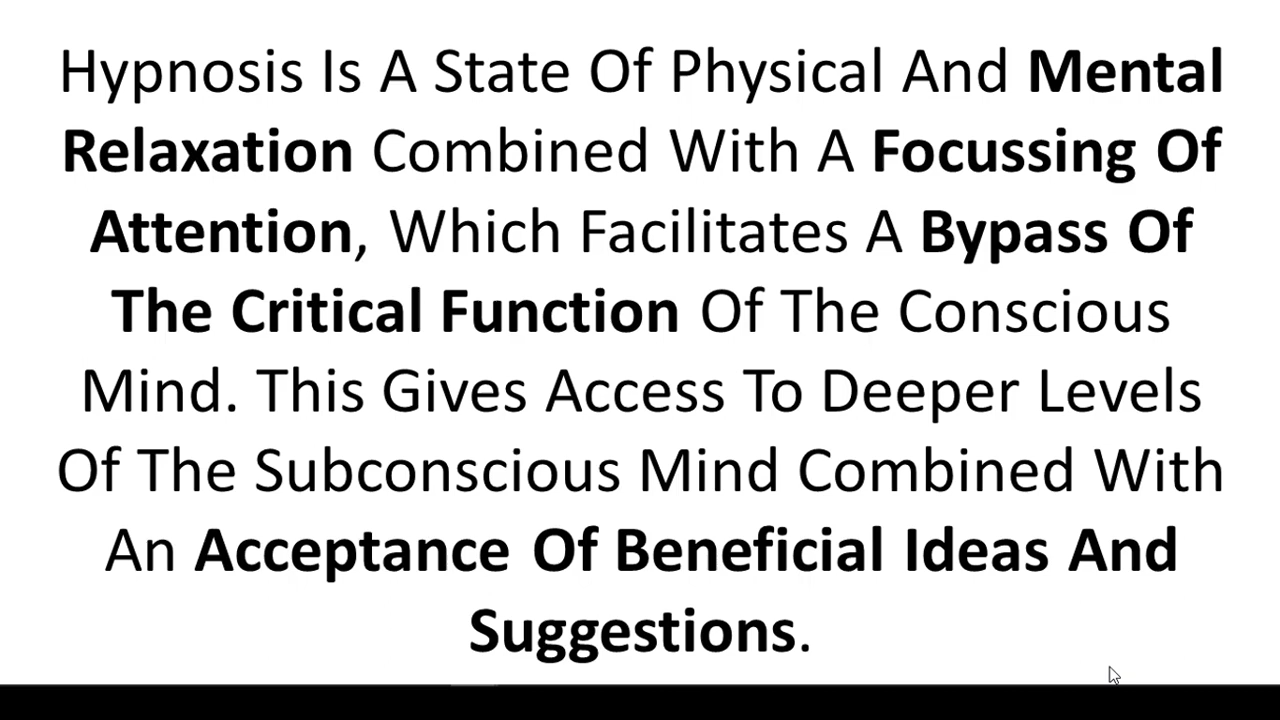 Hypnosis Is A State Of Physical And Mental
Relaxation Combined With A Focussing Of
Attention, Which Facilitates A Bypass Of
The Critical Function Of The Conscious
Mind. This Gives Access To Deeper Levels
Of The Subconscious Mind Combined With
An Acceptance Of Beneficial Ideas And
Suggestions.